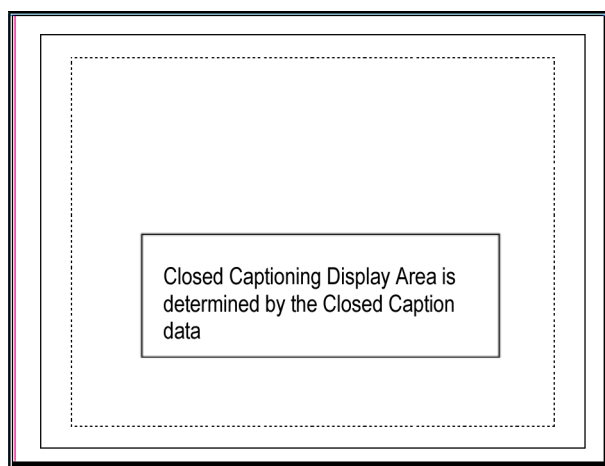 Closed Captioning Display Area is
determined by the Closed Caption
data